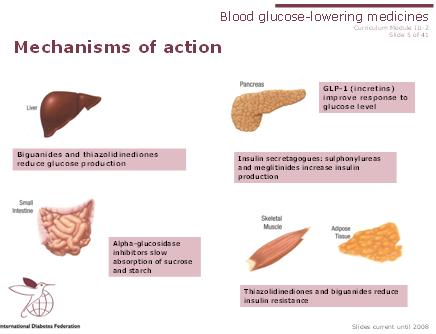 Blood glucose-lowering medicines
Curriculum Module III-2
Slide 5 of 41
Mechanisms of action
Liver
Biguanides and thiazolidinediones
reduce glucose production
Pancreas
GLP-1 (incretins)
improve response to
glucose level
Insulin secretagogues: sulphonylureas
and meglitinides increase insulin
production
Small
Intestine
Alpha-glucosidase
inhibitors slow
absorption of sucrose
and starch
Skeletal
Muscle
Adipose
Tissue
Thiazolidinediones and biguanides reduce
insulin resistance
International Diabetes Federation
Slides current until 2008